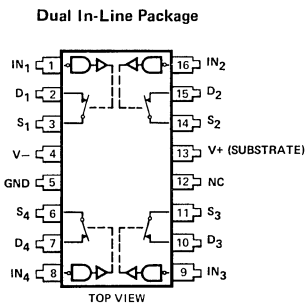 Dual In-Line Package
IN1 1 16 IN2
D1 2 15 D2
S1 3 14 S2
V− 4 13 V+ (SUBSTRATE)
GND 5 12 NC
S4 6 11 S3
D4 7 10 D3
IN4 8 9 IN3
TOP VIEW